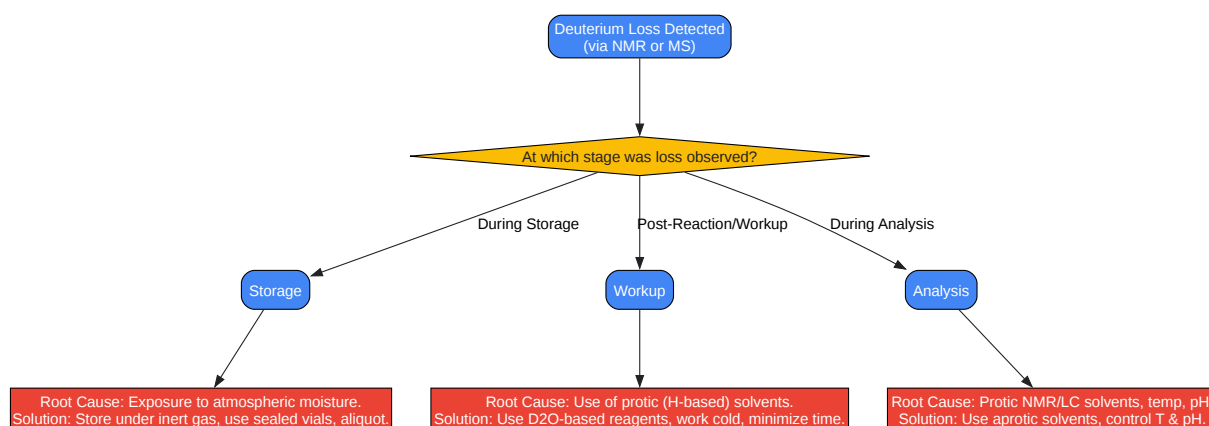 Deuterium Loss Detected
(via NMR or MS)
At which stage was loss observed?
During Storage
Post-Reaction/Workup
During Analysis
Storage
Workup
Analysis
Root Cause: Exposure to atmospheric moisture.
Solution: Store under inert gas, use sealed vials, aliquot.
Root Cause: Use of protic (H-based) solvents.
Solution: Use D2O-based reagents, work cold, minimize time.
Root Cause: Protic NMR/LC solvents, temp, pH
Solution: Use aprotic solvents, control T & pH.